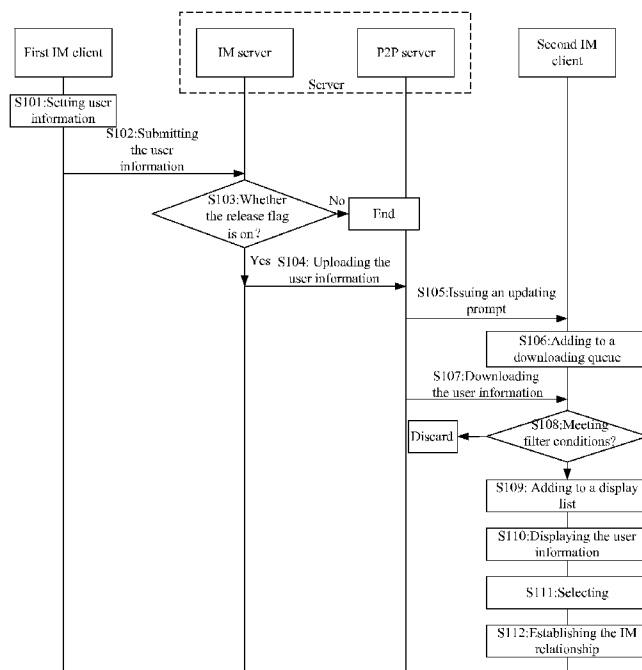 First IM client
IM server
P2P server
Second IM
client
Server
S101:Setting user
information
S102:Submitting
the user
information
S103:Whether
the release flag
is on?
No
End
Yes
S104: Uploading the
user information
S105:Issuing an updating
prompt
S106:Adding to a
downloading queue
S107:Downloading
the user information
S108:Meeting
filter conditions?
Discard
S109: Adding to a display
list
S110:Displaying the user
information
S111:Selecting
S112:Establishing the IM
relationship